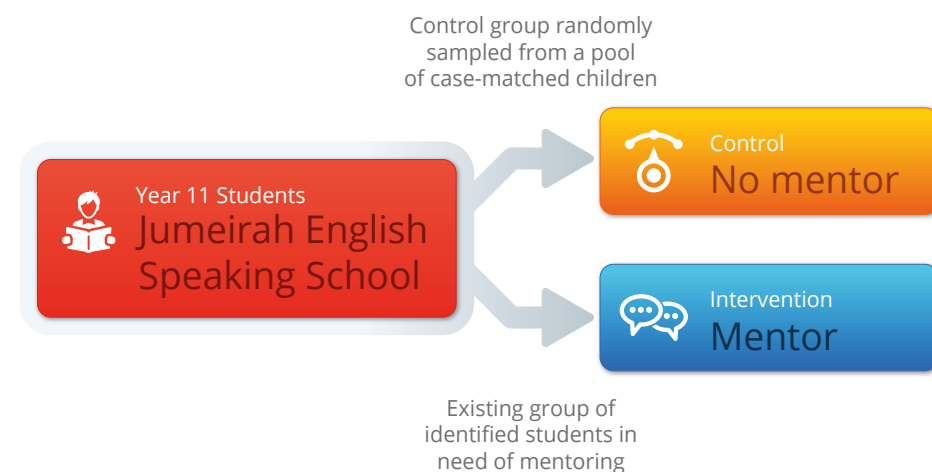 Control group randomly
sampled from a pool
of case-matched children
Year 11 Students
Jumeirah English
Speaking School
Control
No mentor
Intervention
Mentor
Existing group of
identified students in
need of mentoring